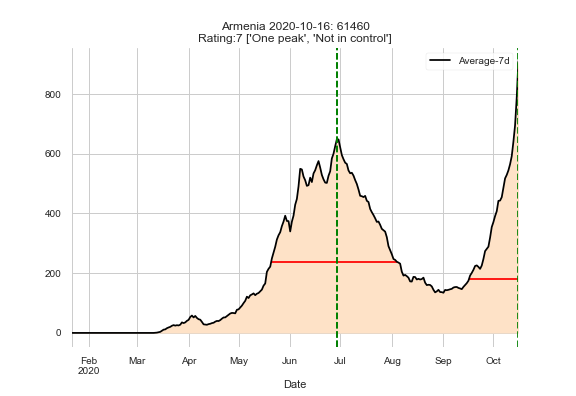 Armenia 2020-10-16: 61460
Rating:7 ['One peak', 'Not in control']
Average-7d
800
600
400
200
0
Feb Mar Apr May Jun Jul Aug Sep Oct
2020
Date